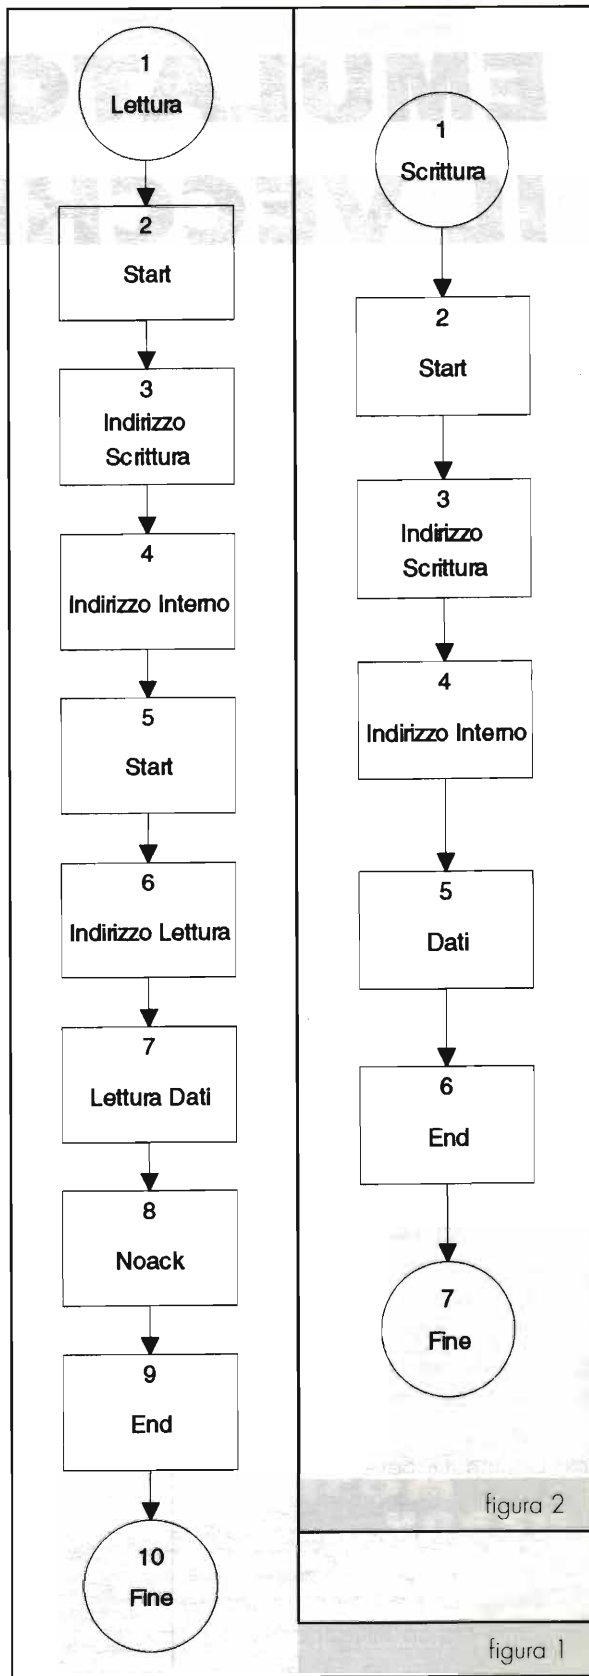 1
Lettura
2
Start
3
Indirizzo
Scrittura
4
Indirizzo Interno
5
Start
6
Indirizzo Lettura
7
Lettura Dati
8
Noack
9
End
10
Fine
1
Scrittura
2
Start
3
Indirizzo
Scrittura
4
Indirizzo Interno
5
Dati
6
End
7
Fine
figura 2
figura 1